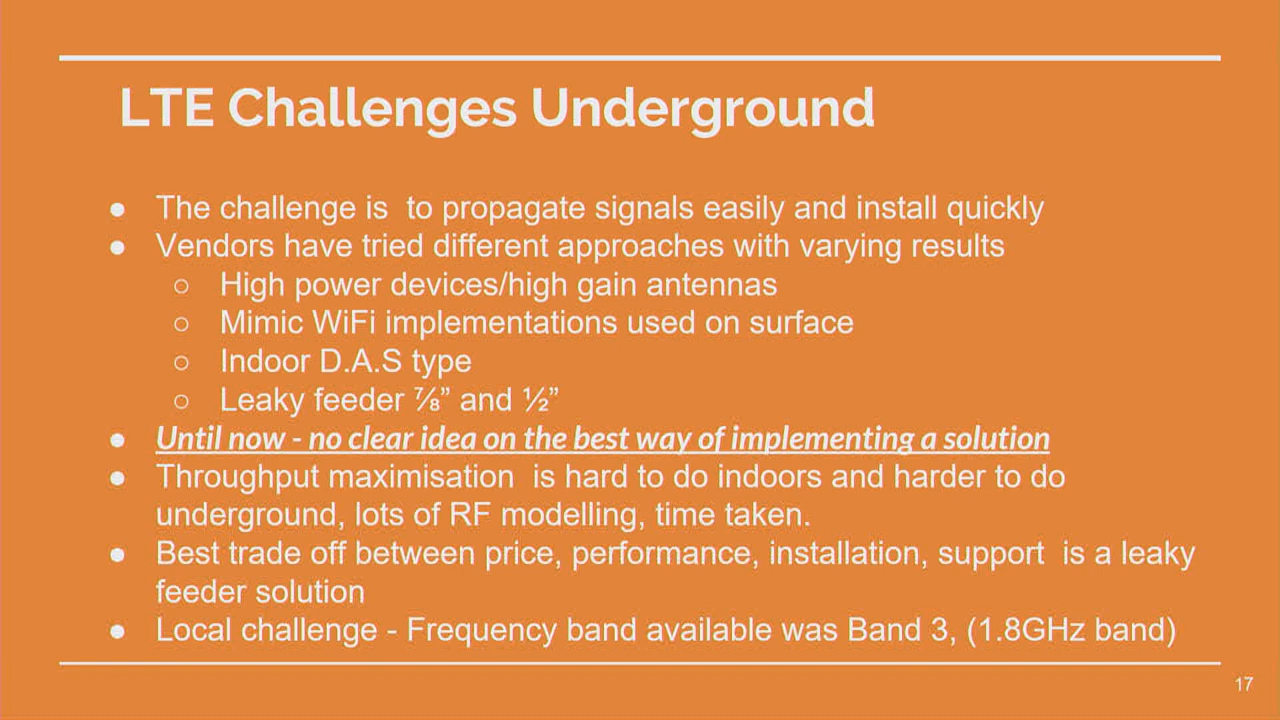 LTE Challenges Underground
● The challenge is  to propagate signals easily and install quickly
● Vendors have tried different approaches with varying results
○ High power devices/high gain antennas
○ Mimic WiFi implementations used on surface
○ Indoor D.A.S type
○ Leaky feeder ⅞” and ½”
● Until now - no clear idea on the best way of implementing a solution
● Throughput maximisation  is hard to do indoors and harder to do
underground, lots of RF modelling, time taken.
● Best trade off between price, performance, installation, support  is a leaky
feeder solution
● Local challenge - Frequency band available was Band 3, (1.8GHz band)
17